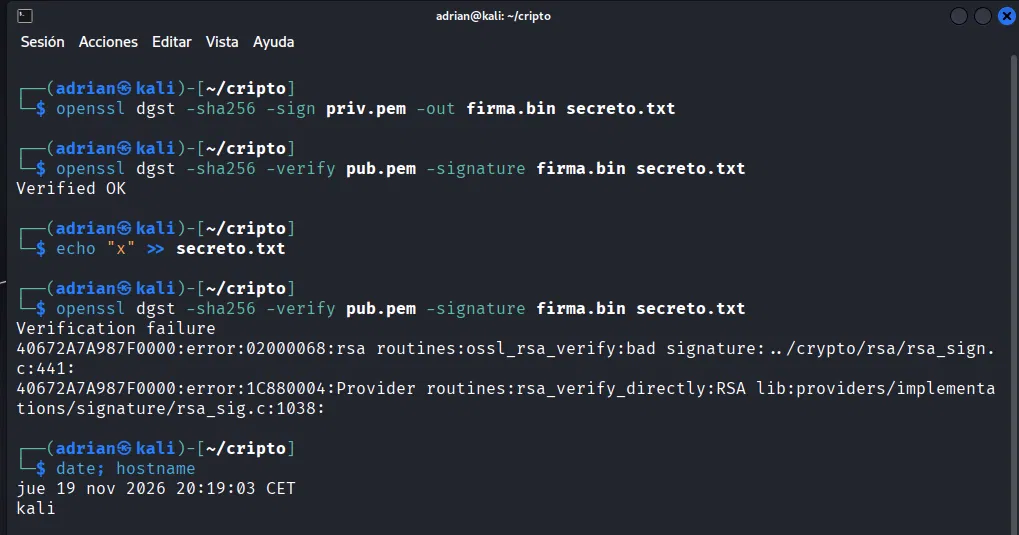 adrian@kali: ~/cripto
Sesión Acciones Editar Vista Ayuda
┌──(adrian㉿kali)-[~/cripto]
└─$ openssl dgst -sha256 -sign priv.pem -out firma.bin secreto.txt
┌──(adrian㉿kali)-[~/cripto]
└─$ openssl dgst -sha256 -verify pub.pem -signature firma.bin secreto.txt
Verified OK
┌──(adrian㉿kali)-[~/cripto]
└─$ echo "x" >> secreto.txt
┌──(adrian㉿kali)-[~/cripto]
└─$ openssl dgst -sha256 -verify pub.pem -signature firma.bin secreto.txt
Verification failure
40672A7A987F0000:error:02000068:rsa routines:ossl_rsa_verify:bad signature:../crypto/rsa/rsa_sign.
c:441:
40672A7A987F0000:error:1C880004:Provider routines:rsa_verify_directly:RSA lib:providers/implementa
tions/signature/rsa_sig.c:1038:
┌──(adrian㉿kali)-[~/cripto]
└─$ date; hostname
jue 19 nov 2026 20:19:03 CET
kali